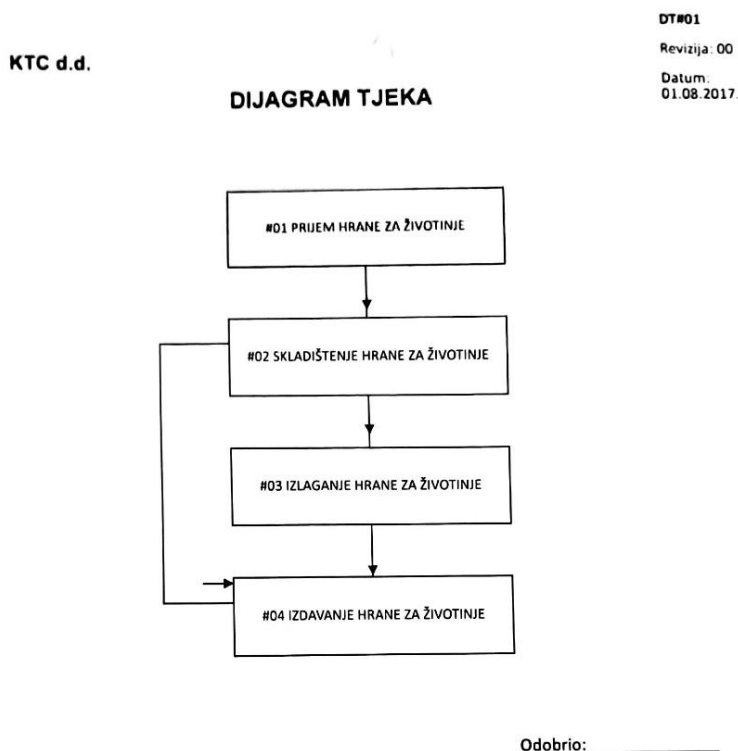 DT#01
Revizija: 00
KTC d.d.
Datum:
01.08.2017.
DIJAGRAM TJEKA
#01 PRIJEM HRANE ZA ŽIVOTINJE
#02 SKLADIŠTENJE HRANE ZA ŽIVOTINJE
#03 IZLAGANJE HRANE ZA ŽIVOTINJE
#04 IZDAVANJE HRANE ZA ŽIVOTINJE
Odobrio: